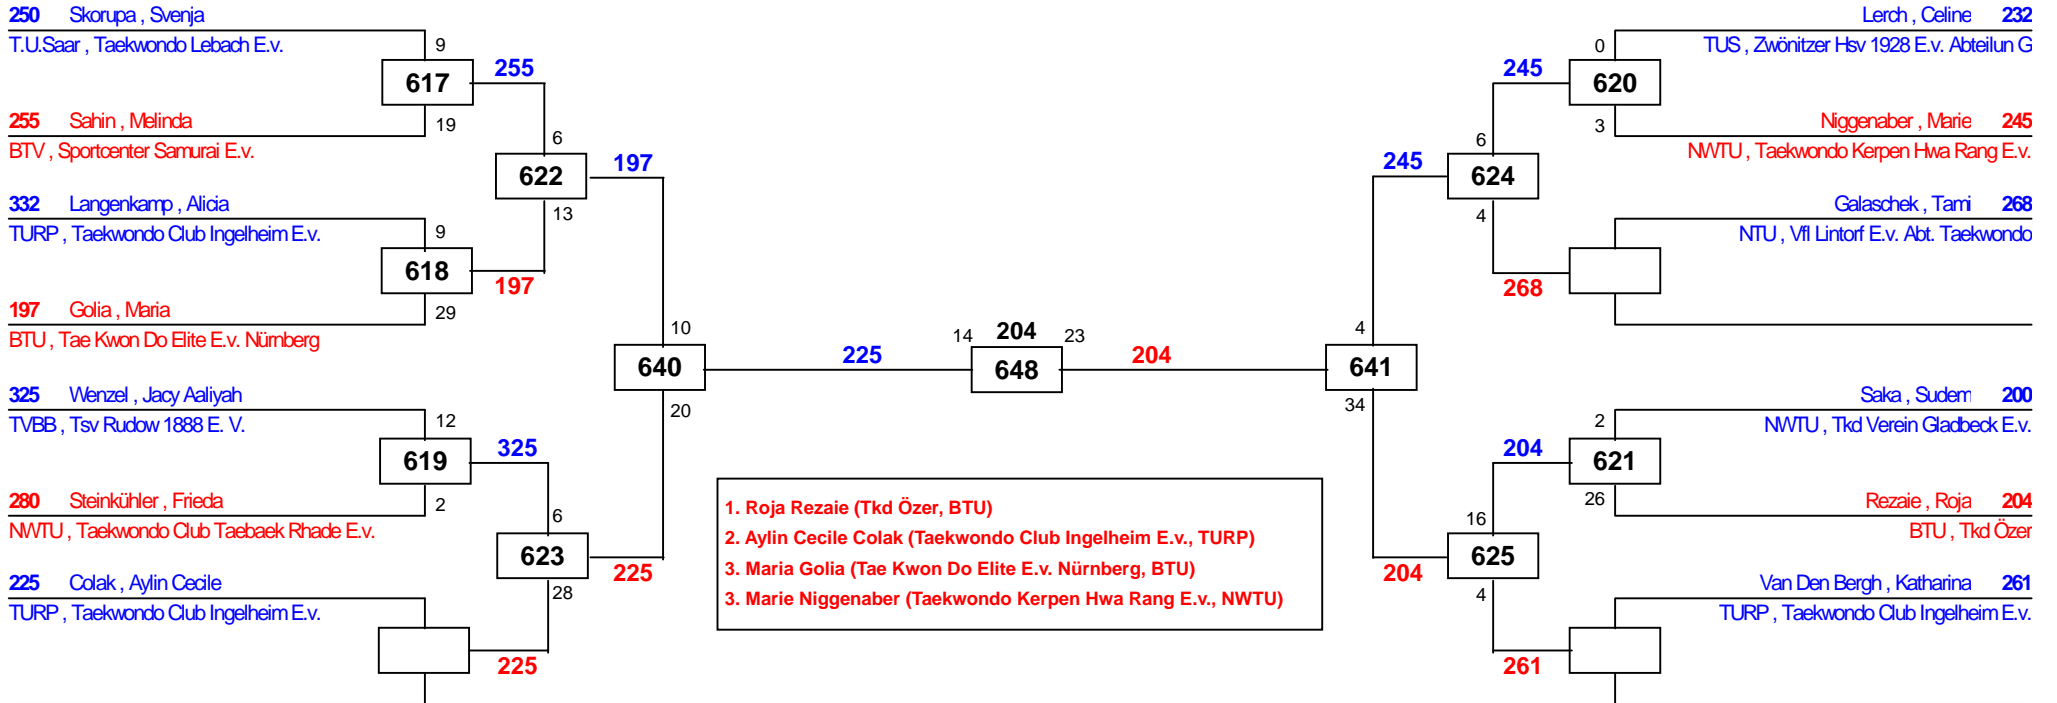 250 Skorupa , Svenja
T.U.Saar , Taekwondo Lebach E.v.
9
617
255
19
255 Sahin , Melinda
BTV , Sportcenter Samurai E.v.
6
622
197
13
332 Langenkamp , Alicia
TURP , Taekwondo Club Ingelheim E.v.
9
618
197
29
197 Golia , Maria
BTU , Tae Kwon Do Elite E.v. Nürnberg
10
640
225
20
325 Wenzel , Jacy Aaliyah
TVBB , Tsv Rudow 1888 E. V.
12
619
325
2
280 Steinkühler , Frieda
NWTU , Taekwondo Club Taebaek Rhade E.v.
6
623
225
28
225 Colak , Aylin Cecile
TURP , Taekwondo Club Ingelheim E.v.
225
14 204 23
648
204
1. Roja Rezaie (Tkd Özer, BTU)
2. Aylin Cecile Colak (Taekwondo Club Ingelheim E.v., TURP)
3. Maria Golia (Tae Kwon Do Elite E.v. Nürnberg, BTU)
3. Marie Niggenaber (Taekwondo Kerpen Hwa Rang E.v., NWTU)
Lerch , Celine 232
TUS , Zwönitzer Hsv 1928 E.v. Abteilun G
0
245
620
3
Niggenaber , Marie 245
NWTU , Taekwondo Kerpen Hwa Rang E.v.
6
245
624
4
Galaschek , Tami 268
NTU , Vfl Lintorf E.v. Abt. Taekwondo
268
4
641
34
Saka , Sudem 200
NWTU , Tkd Verein Gladbeck E.v.
2
204
621
26
Rezaie , Roja 204
BTU , Tkd Özer
16
625
204
4
Van Den Bergh , Katharina 261
TURP , Taekwondo Club Ingelheim E.v.
261